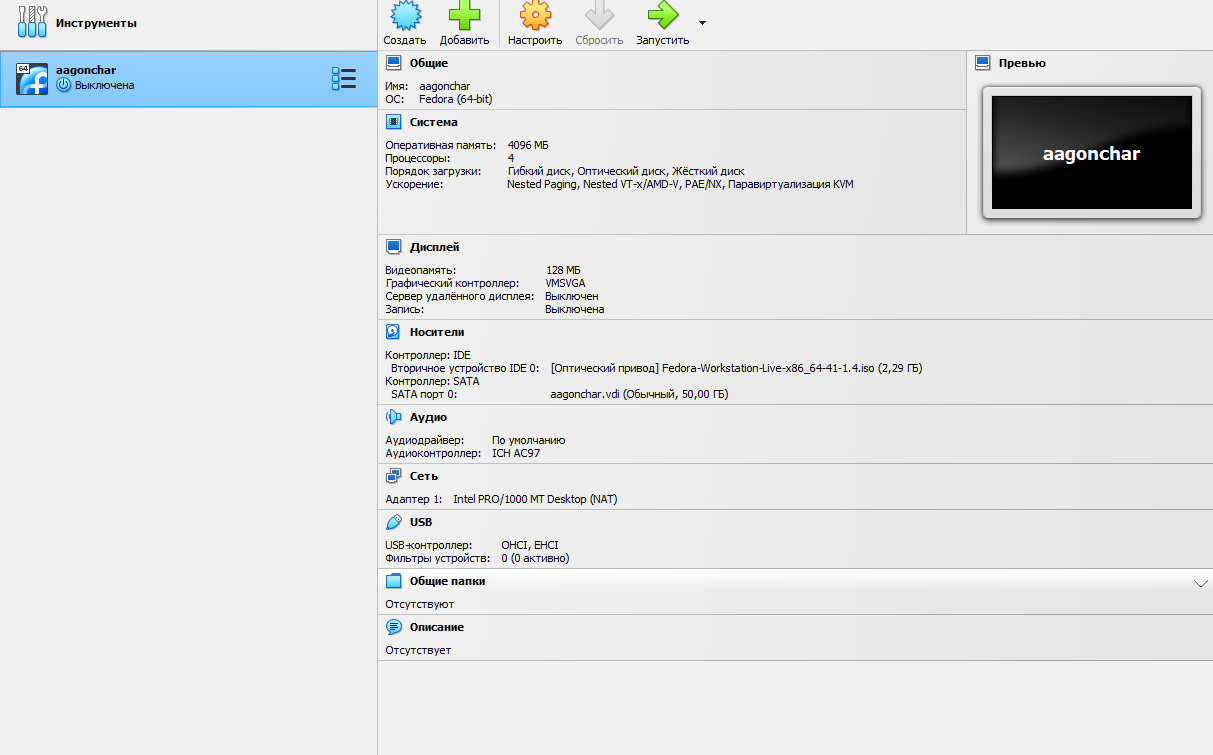 Инструменты
64
aagonchar
Выключена
Создать Добавить Настроить Сбросить Запустить
Общие
Имя: aagonchar
ОС: Fedora (64-bit)
Система
Оперативная память: 4096 МБ
Процессоры: 4
Порядок загрузки: Гибкий диск, Оптический диск, Жёсткий диск
Ускорение: Nested Paging, Nested VT-x/AMD-V, PAE/NX, Паравиртуализация KVM
Превью
aagonchar
Дисплей
Видеопамять: 128 МБ
Графический контроллер: VMSVGA
Сервер удалённого дисплея: Выключен
Запись: Выключена
Носители
Контроллер: IDE
Вторичное устройство IDE 0: [Оптический привод] Fedora-Workstation-Live-x86_64-41-1.4.iso (2,29 ГБ)
Контроллер: SATA
SATA порт 0: aagonchar.vdi (Обычный, 50,00 ГБ)
Аудио
Аудиодрайвер: По умолчанию
Аудиоконтроллер: ICH AC97
Сеть
Адаптер 1: Intel PRO/1000 MT Desktop (NAT)
USB
USB-контроллер: OHCI, EHCI
Фильтры устройств: 0 (0 активно)
Общие папки
Отсутствуют
Описание
Отсутствует